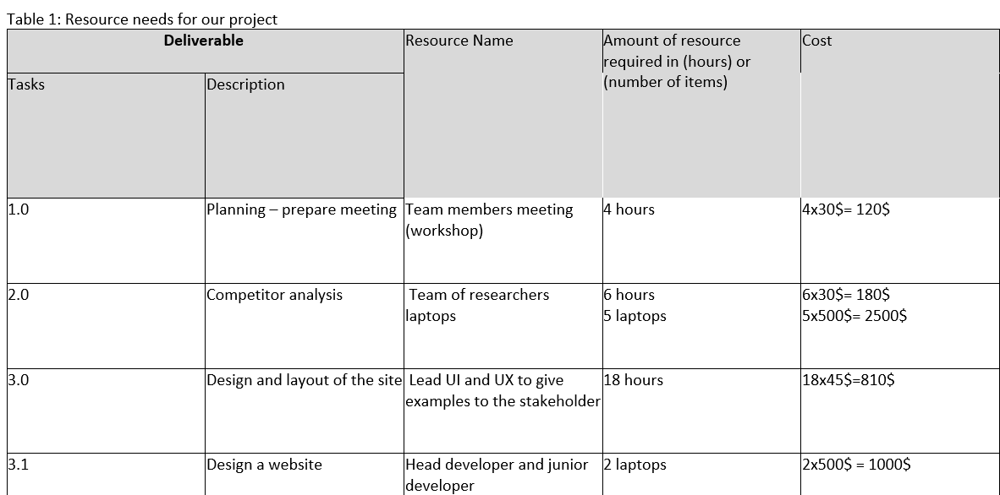 Table 1: Resource needs for our project
Deliverable
Resource Name
Amount of resource
required in (hours) or
(number of items)
Cost
Tasks
Description
1.0
Planning – prepare meeting
Team members meeting
(workshop)
4 hours
4x30$= 120$
2.0
Competitor analysis
Team of researchers
laptops
6 hours
5 laptops
6x30$= 180$
5x500$= 2500$
3.0
Design and layout of the site
Lead UI and UX to give
examples to the stakeholder
18 hours
18x45$=810$
3.1
Design a website
Head developer and junior
developer
2 laptops
2x500$ = 1000$